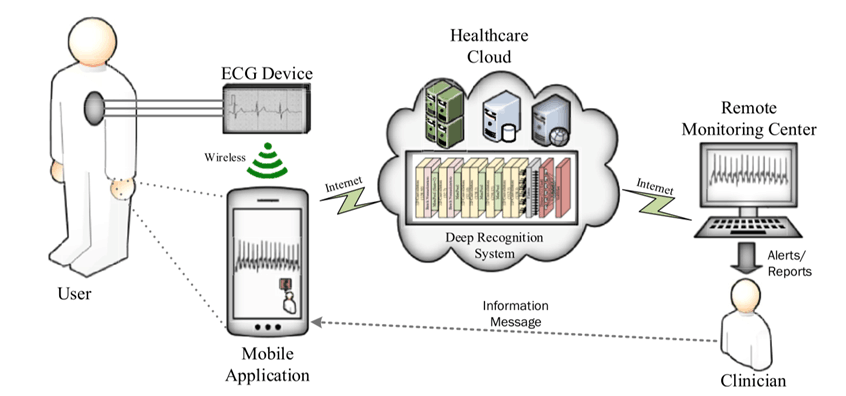 Healthcare
Cloud
ECG Device
Remote
Monitoring Center
Wireless
Internet
Internet
Deep Recognition
System
Alerts/
Reports
User
Information
Message
Mobile
Application
Clinician